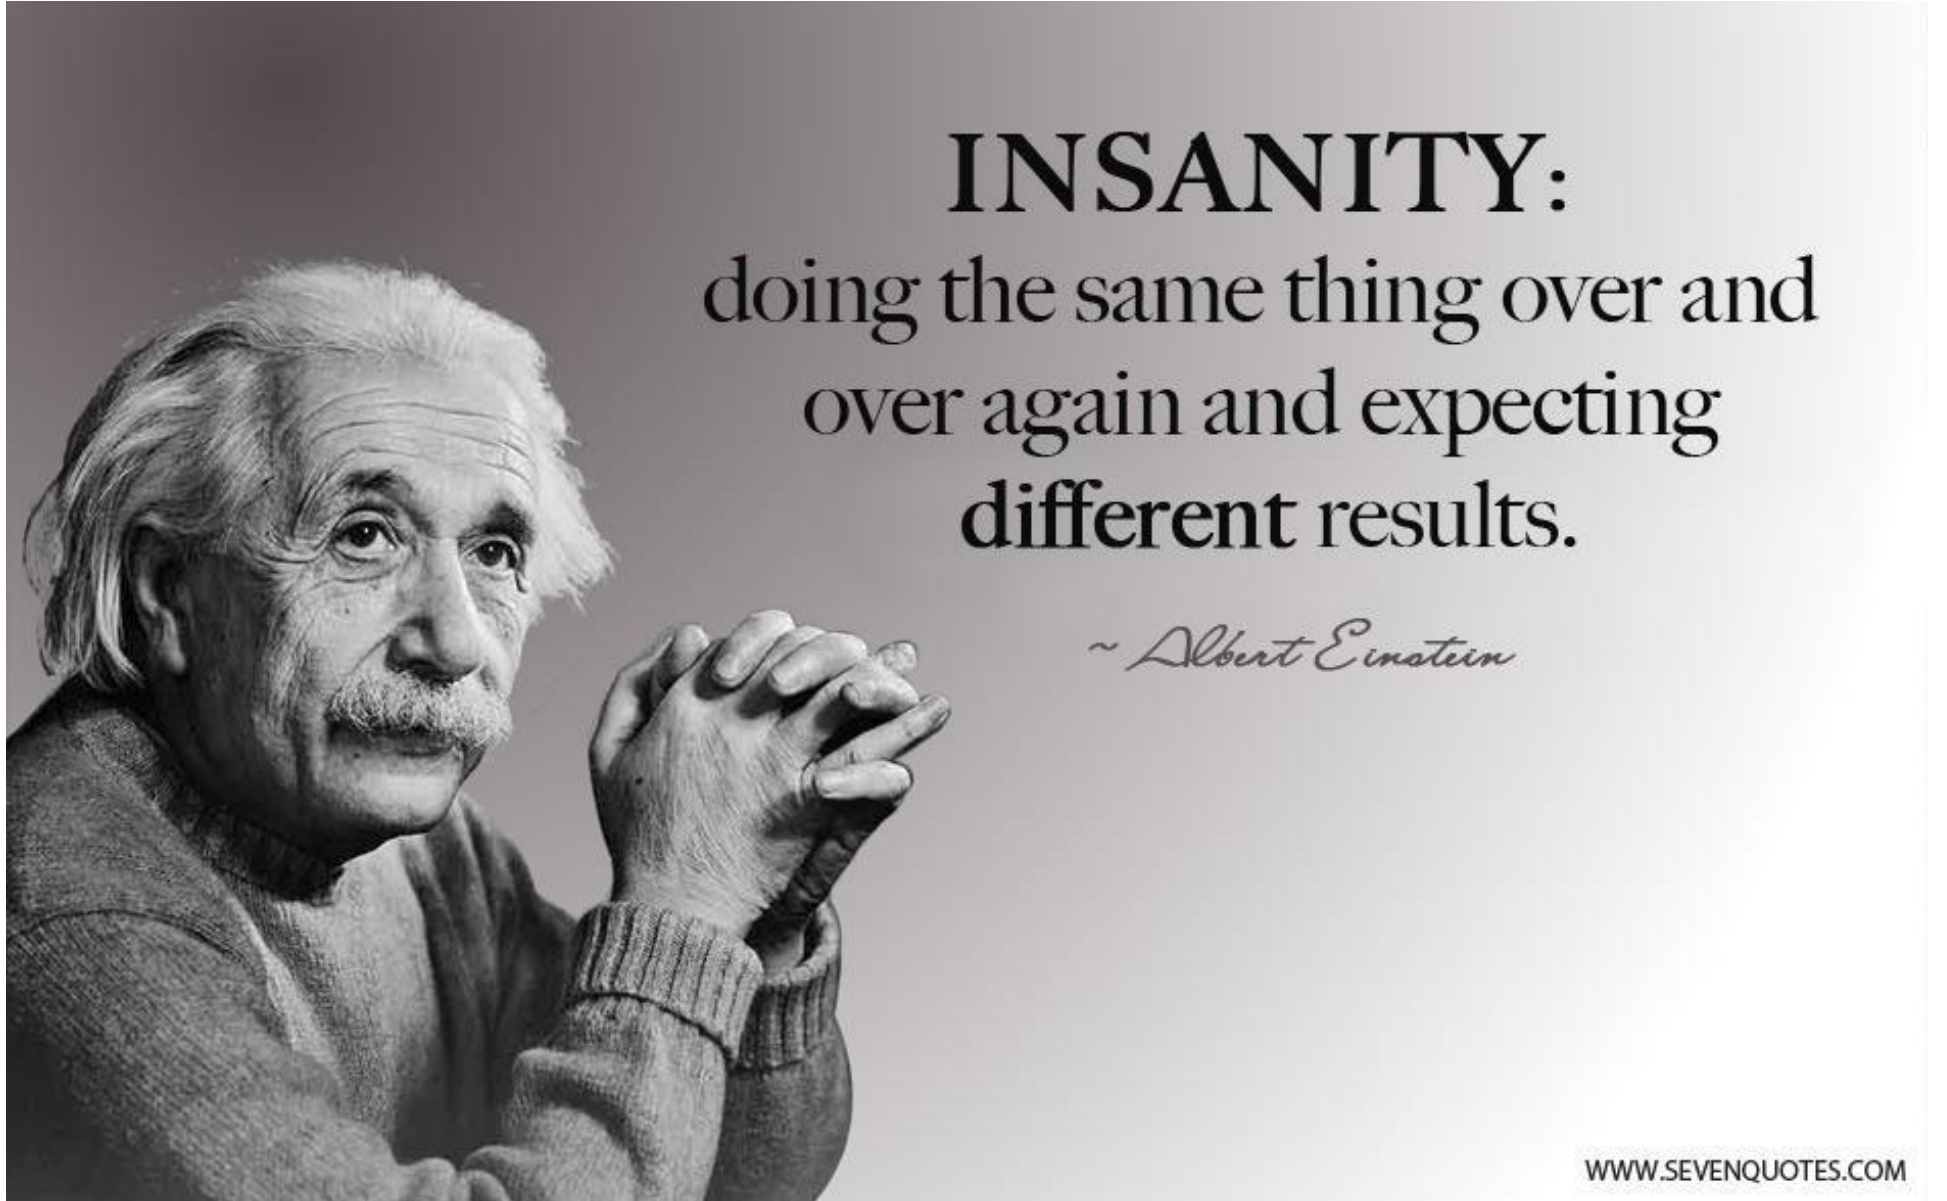 INSANITY:
doing the same thing over and
over again and expecting
different results.
~ Albert Einstein
WWW.SEVENQUOTES.COM